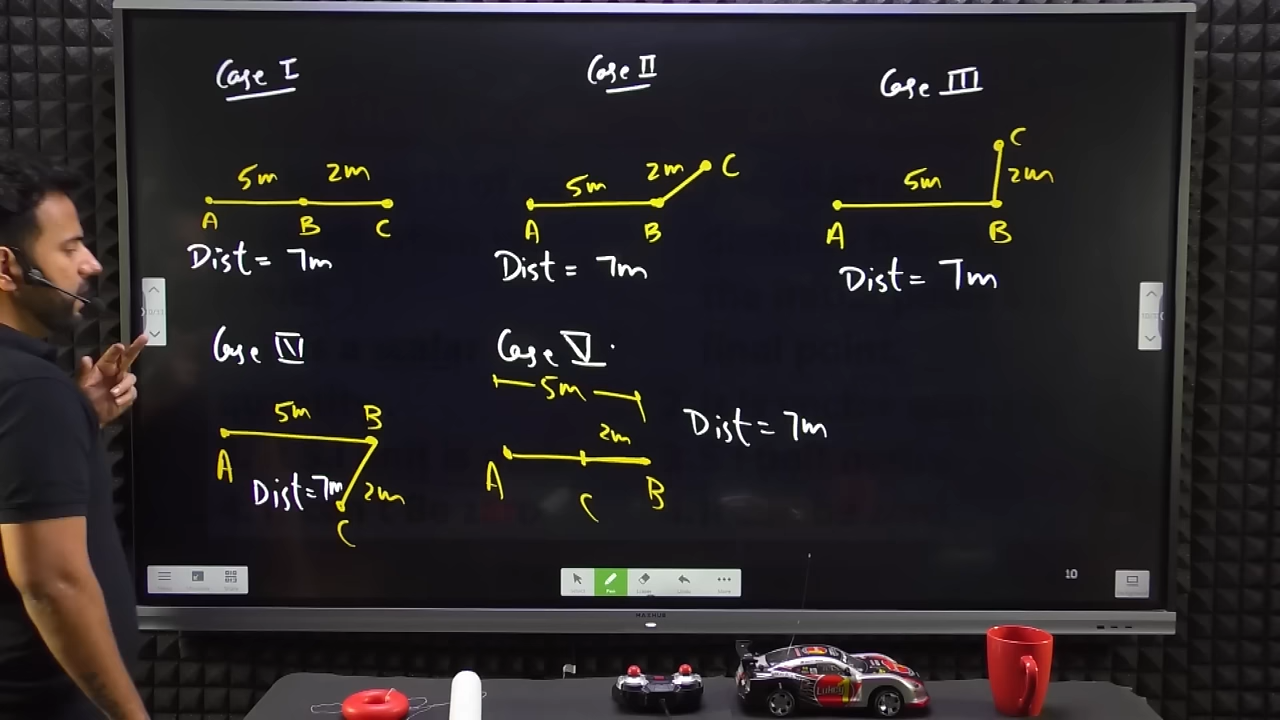 Case I
5m 2m
A B C
Dist = 7m
Case II
5m 2m C
A B
Dist = 7m
Case III
C
5m 2m
A B
Dist = 7m
Case IV
5m B
A
Dist=7m 2m
C
Case V
5m
2m
A C B
Dist = 7m
10
MAXHUB